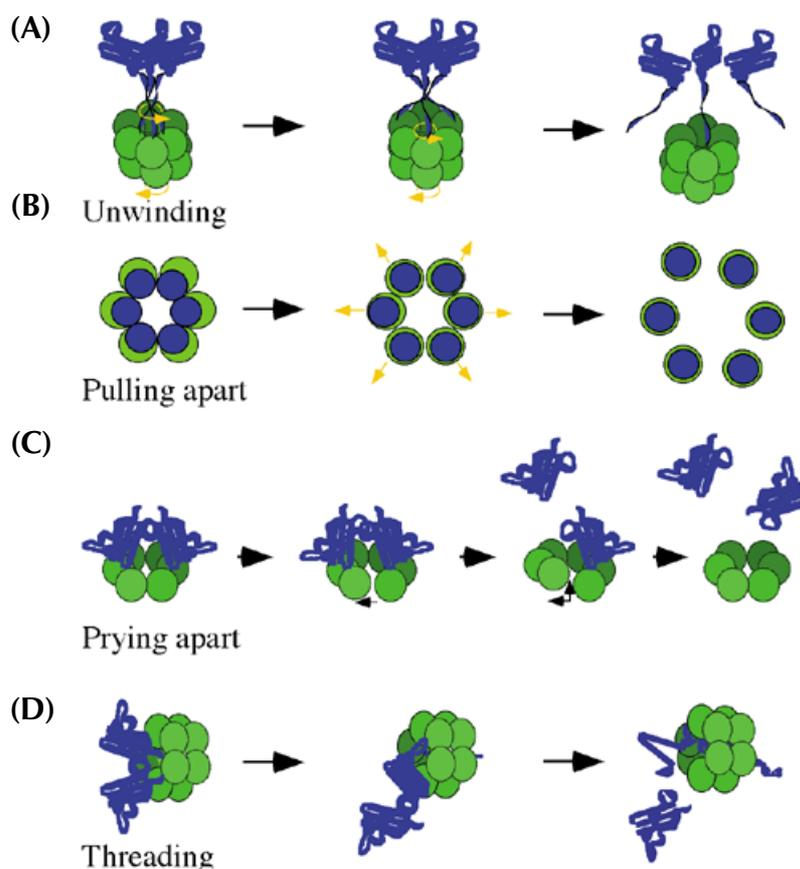 (A)
Unwinding
(B)
Pulling apart
(C)
Prying apart
(D)
Threading